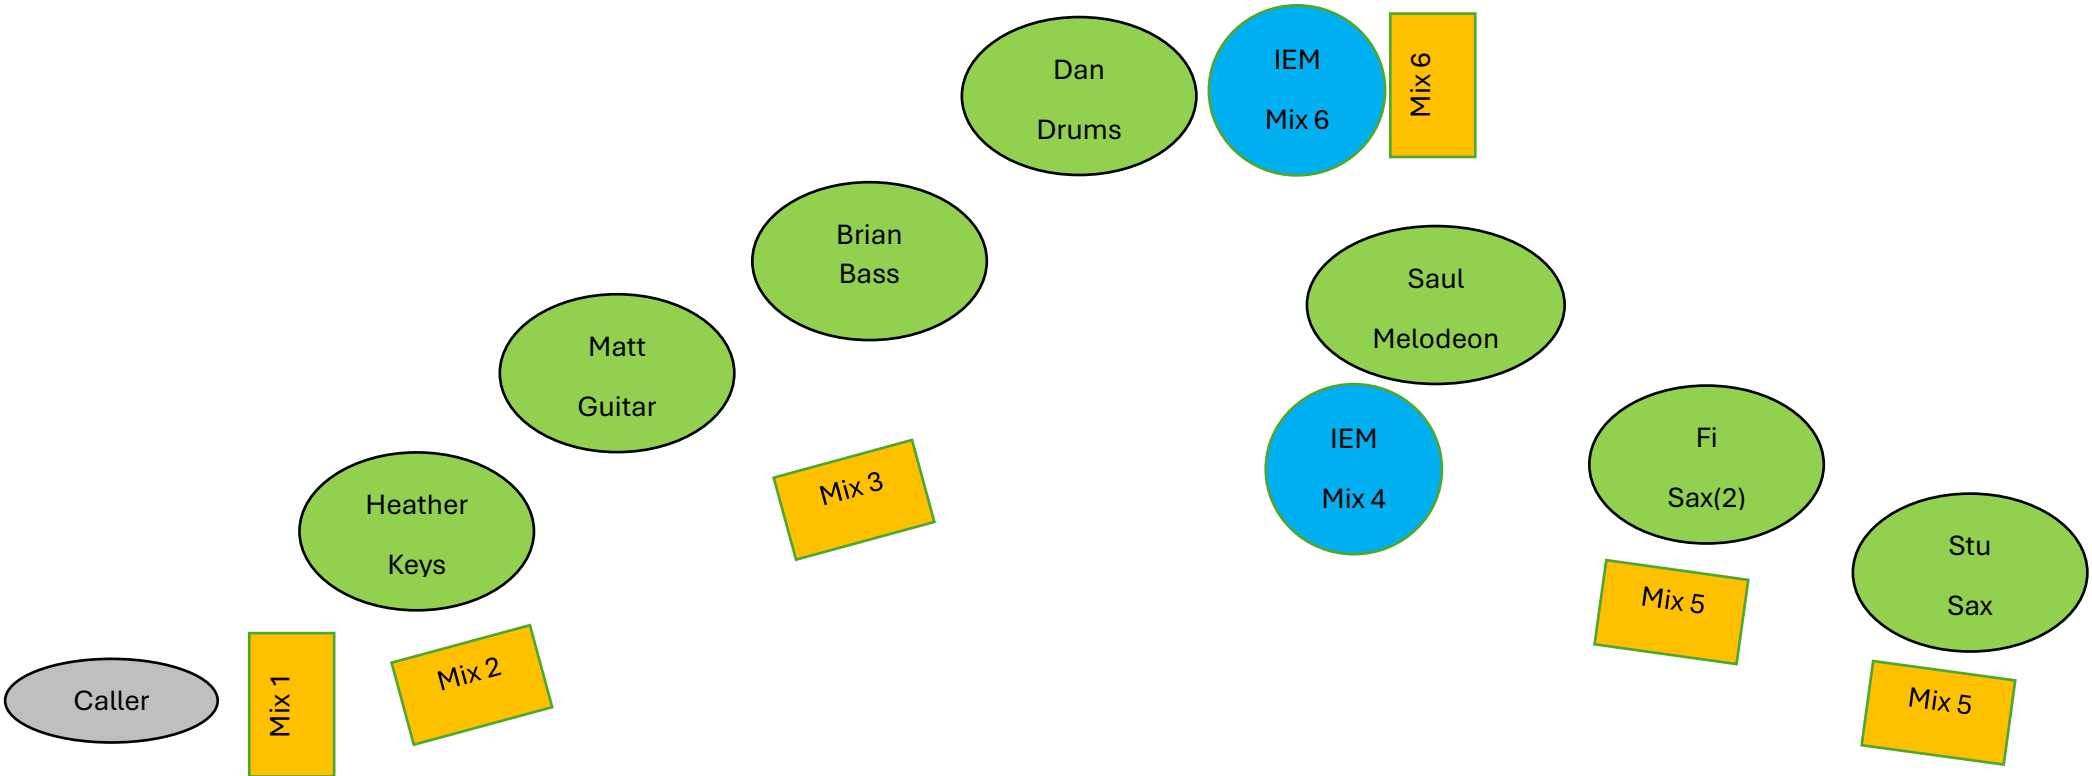 Dan
Drums
IEM
Mix 6
Mix 6
Brian
Bass
Saul
Melodeon
Matt
Guitar
IEM
Mix 4
Fi
Sax(2)
Mix 3
Heather
Keys
Stu
Sax
Mix 5
Mix 2
Caller
Mix 1
Mix 5